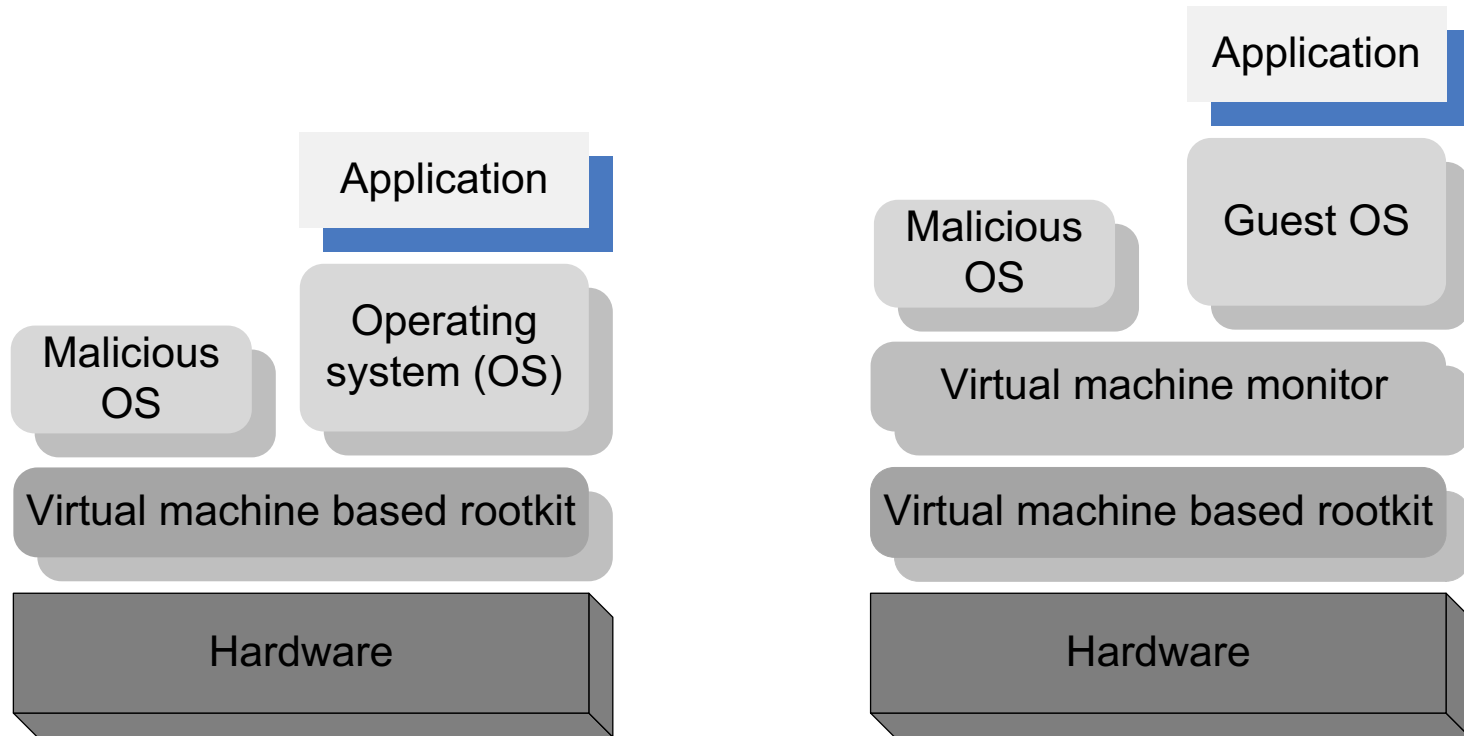 Application
Operating
system (OS)
Malicious
OS
Virtual machine based rootkit
Hardware
Application
Guest OS
Malicious
OS
Virtual machine monitor
Virtual machine based rootkit
Hardware